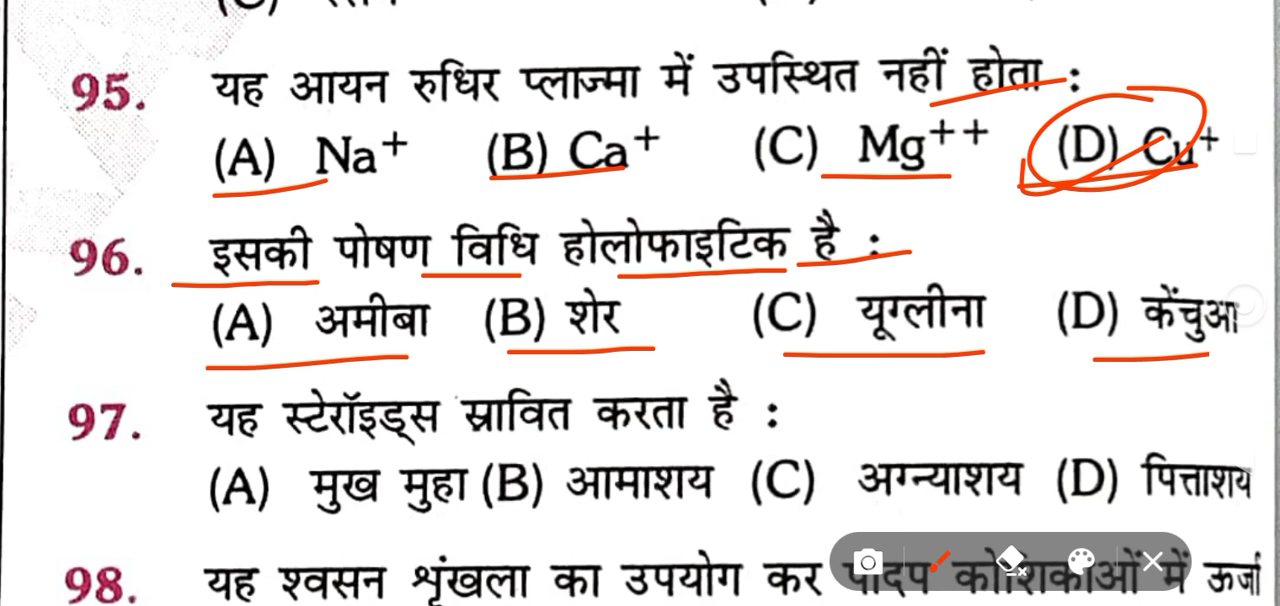 95. यह आयन रुधिर प्लाज्मा में उपस्थित नहीं होता :
(A) Na⁺ (B) Ca⁺ (C) Mg⁺⁺ (D) Cu⁺
96. इसकी पोषण विधि होलोफाइटिक है :
(A) अमीबा (B) शेर (C) यूग्लीना (D) केंचुआ
97. यह स्टेरॉइड्स स्रावित करता है :
(A) मुख मुहा (B) आमाशय (C) अग्न्याशय (D) पित्ताशय
98. यह श्वसन शृंखला का उपयोग कर पादप कोशिकाओं में ऊर्जा